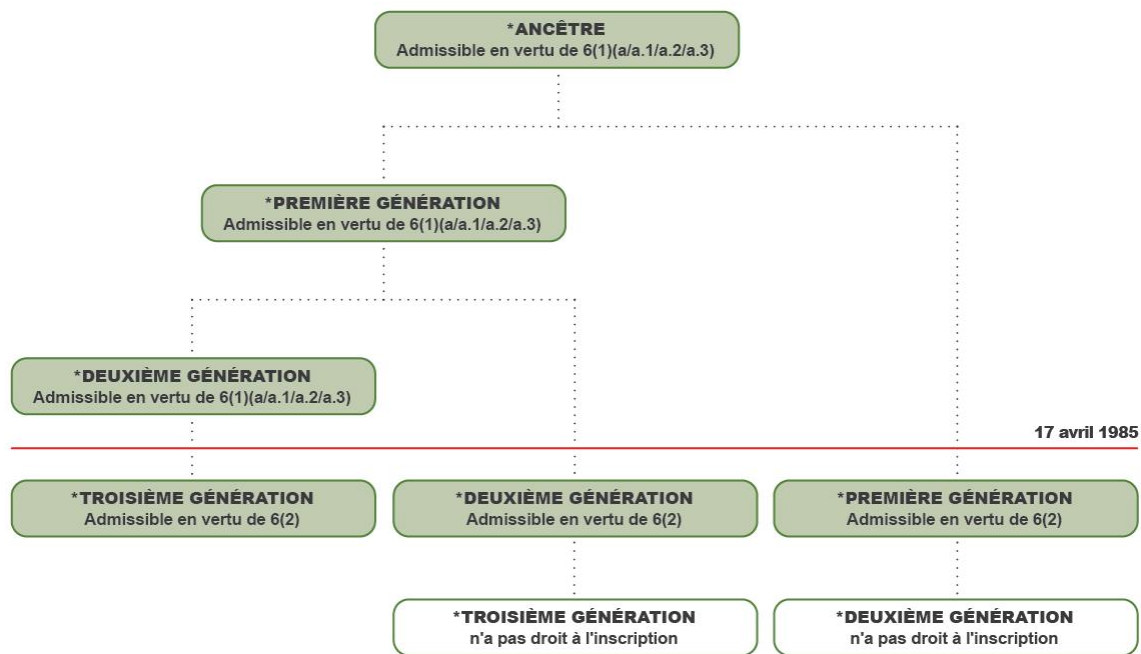 *ANCÊTRE
Admissible en vertu de 6(1)(a/a.1/a.2/a.3)
*PREMIÈRE GÉNÉRATION
Admissible en vertu de 6(1)(a/a.1/a.2/a.3)
*DEUXIÈME GÉNÉRATION
Admissible en vertu de 6(1)(a/a.1/a.2/a.3)
17 avril 1985
*TROISIÈME GÉNÉRATION
Admissible en vertu de 6(2)
*DEUXIÈME GÉNÉRATION
Admissible en vertu de 6(2)
*PREMIÈRE GÉNÉRATION
Admissible en vertu de 6(2)
*TROISIÈME GÉNÉRATION
n'a pas droit à l'inscription
*DEUXIÈME GÉNÉRATION
n'a pas droit à l'inscription